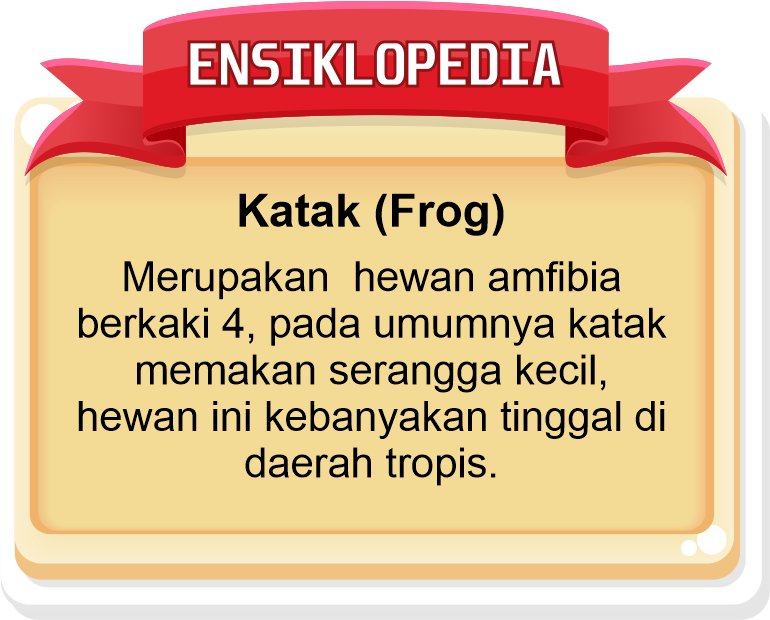 ENSIKLOPEDIA
Katak (Frog)
Merupakan  hewan amfibia
berkaki 4, pada umumnya katak
memakan serangga kecil,
hewan ini kebanyakan tinggal di
daerah tropis.